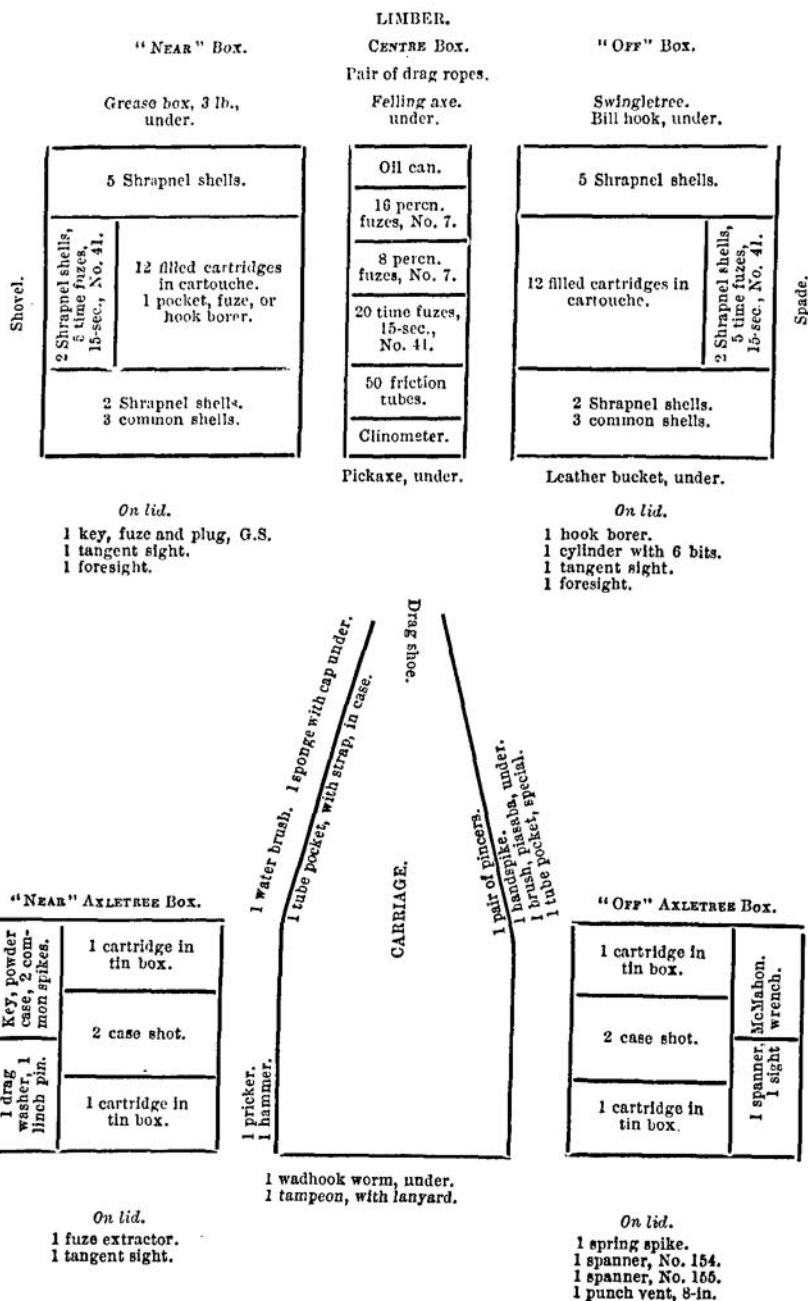 LIMBER.
"NEAR" BOX.
CENTRE BOX.
"OFF" BOX.
Pair of drag ropes.
Grease box, 3 lb.,
under.
Felling axe.
under.
Swingletree.
Bill hook, under.
Shovel.
5 Shrapnel shells.
2 Shrapnel shells,
5 time fuzes,
15-sec., No. 41.
12 filled cartridges
in cartouche.
1 pocket, fuze, or
hook borer.
2 Shrapnel shells.
3 common shells.
Oil can.
16 percn.
fuzes, No. 7.
8 percn.
fuzes, No. 7.
20 time fuzes,
15-sec.,
No. 41.
50 friction
tubes.
Clinometer.
Pickaxe, under.
5 Shrapnel shells.
12 filled cartridges in
cartouche.
2 Shrapnel shells,
5 time fuzes,
15-sec., No. 41.
Spade.
2 Shrapnel shells.
3 common shells.
Leather bucket, under.
On lid.
1 key, fuze and plug, G.S.
1 tangent sight.
1 foresight.
On lid.
1 hook borer.
1 cylinder with 6 bits.
1 tangent sight.
1 foresight.
Drag shoe.
1 water brush. 1 sponge with cap under.
1 tube pocket, with strap, in case.
CARRIAGE.
1 pair of pincers.
1 handspike.
1 brush, piasaba, under.
1 tube pocket, special.
"NEAR" AXLETREE BOX.
Key, powder
case, 2 com-
mon spikes.
1 drag
washer, 1
linch pin.
1 cartridge in
tin box.
2 case shot.
1 cartridge in
tin box.
1 pricker.
1 hammer.
1 wadhook worm, under.
1 tampeon, with lanyard.
"OFF" AXLETREE BOX.
1 cartridge in
tin box.
2 case shot.
1 cartridge in
tin box.
McMahon.
wrench.
1 spanner.
1 sight
On lid.
1 fuze extractor.
1 tangent sight.
On lid.
1 spring spike.
1 spanner, No. 154.
1 spanner, No. 155.
1 punch vent, 8-in.